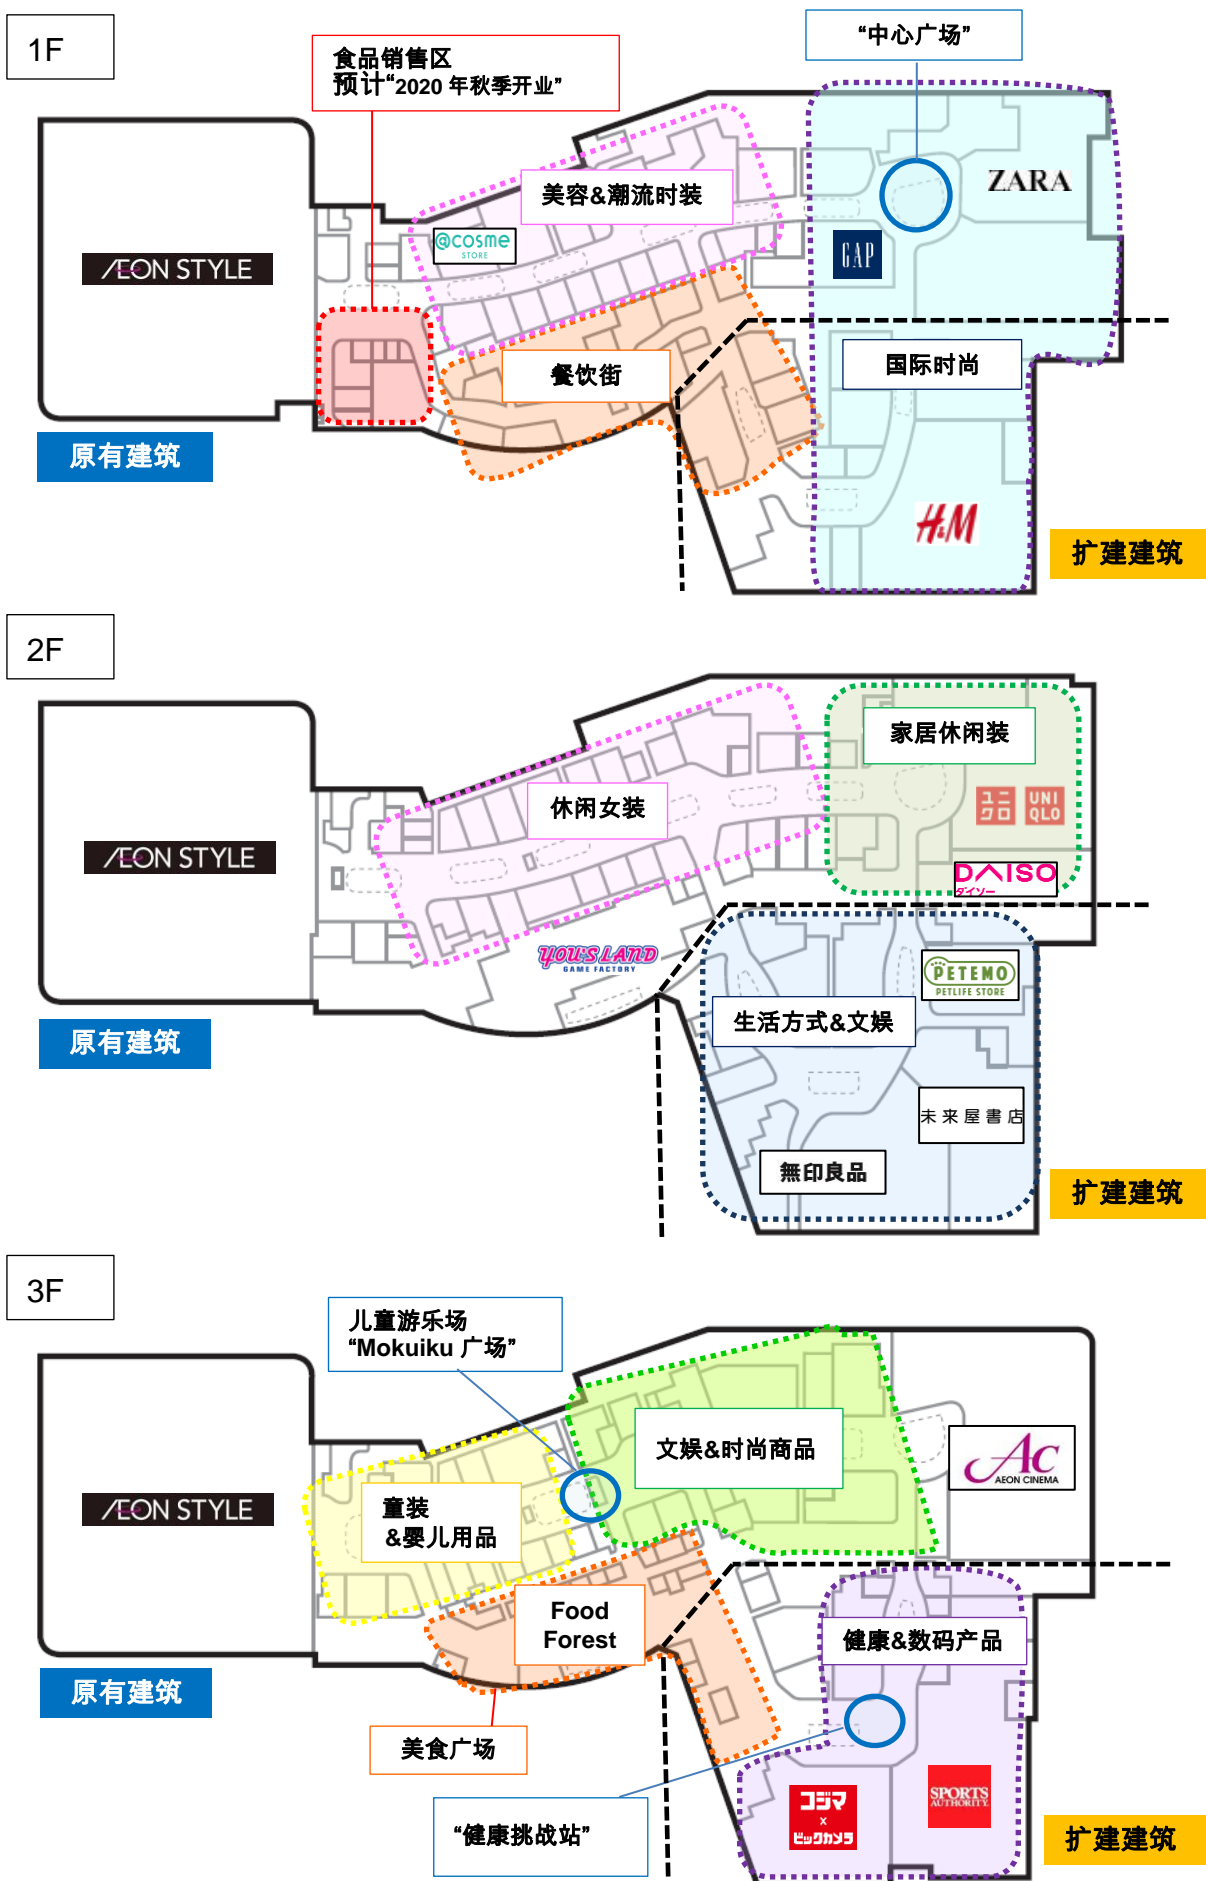 1F
食品销售区
预计“2020 年秋季开业”
“中心广场”
美容&潮流时装
ZARA
@cosme
STORE
GAP
AEON STYLE
国际时尚
餐饮街
原有建筑
H&M
扩建建筑
2F
家居休闲装
休闲女装
ユニ
クロ
UNI
QLO
AEON STYLE
DAISO
ダイソー
YOU'S LAND
GAME FACTORY
PETEMO
PETLIFE STORE
生活方式&文娱
原有建筑
未来屋書店
無印良品
扩建建筑
3F
儿童游乐场
“Mokuiku 广场”
文娱&时尚商品
AC
AEON CINEMA
AEON STYLE
童装
&婴儿用品
Food
Forest
健康&数码产品
原有建筑
美食广场
SPORTS
AUTHORITY
コジマ
×
ビックカメラ
“健康挑战站”
扩建建筑